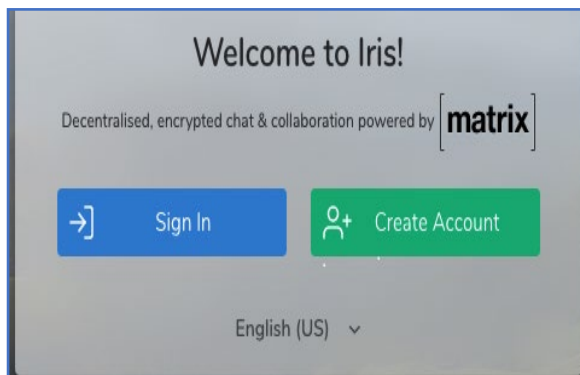 Welcome to Iris!
Decentralised, encrypted chat & collaboration powered by [matrix]
Sign In
Create Account
English (US)